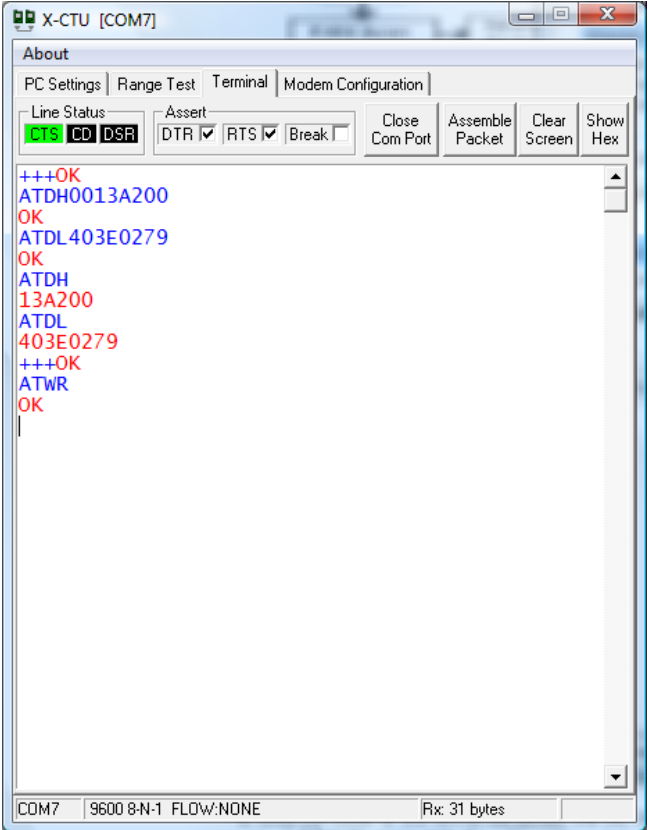 X-CTU [COM7]
About
PC Settings Range Test Terminal Modem Configuration
Line Status Assert
CTS CD DSR DTR RTS Break Close Com Port Assemble Packet Clear Screen Show Hex
+++OK
ATDH0013A200
OK
ATDL403E0279
OK
ATDH
13A200
ATDL
403E0279
+++OK
ATWR
OK
COM7 9600 8-N-1 FLOW:NONE Rx: 31 bytes